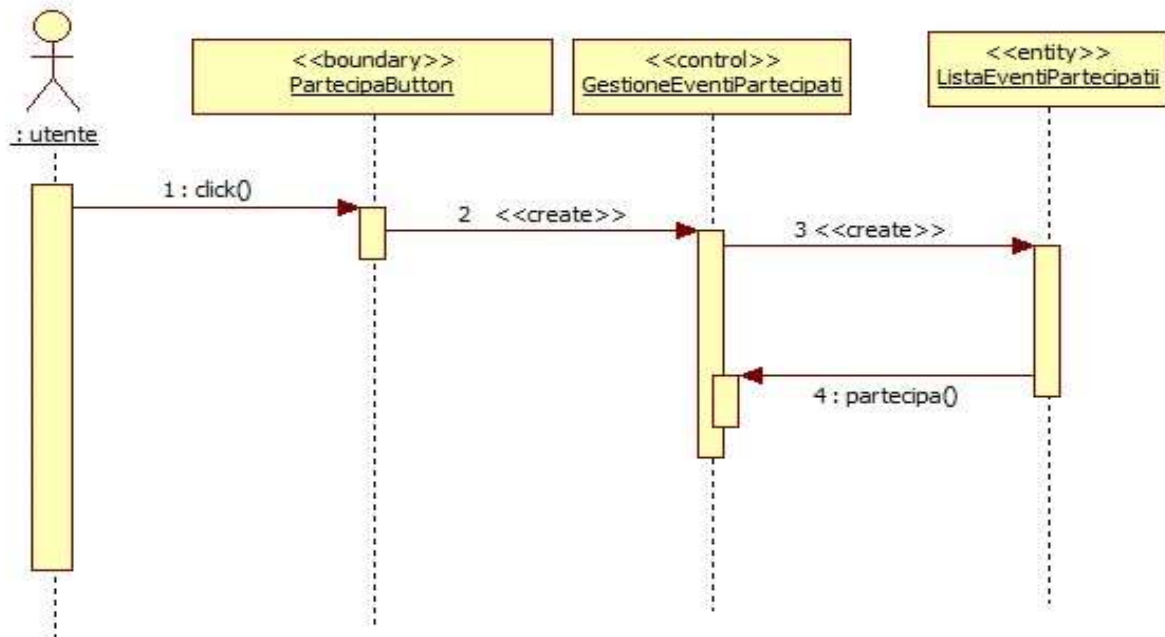 <<boundary>>
PartecipaButton
<<control>>
GestioneEventiPartecipati
<<entity>>
ListaEventiPartecipatii
: utente
1 : click()
2 <<create>>
3 <<create>>
4 : partecipa()